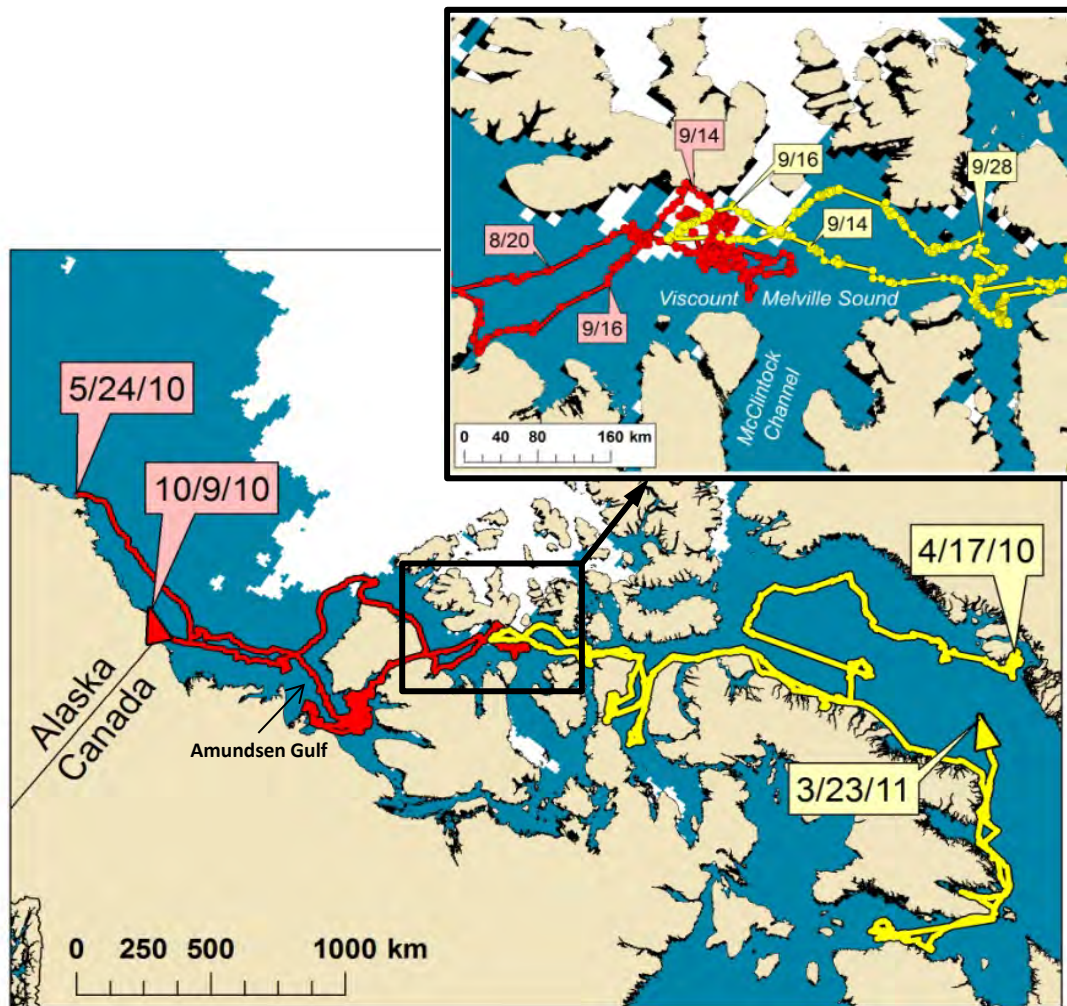 9/14
9/16
9/28
8/20
9/14
9/16
Viscount Melville Sound
McClintock
Channel
0 40 80 160 km
5/24/10
10/9/10
4/17/10
3/23/11
Alaska
Canada
Amundsen Gulf
0 250 500 1000 km